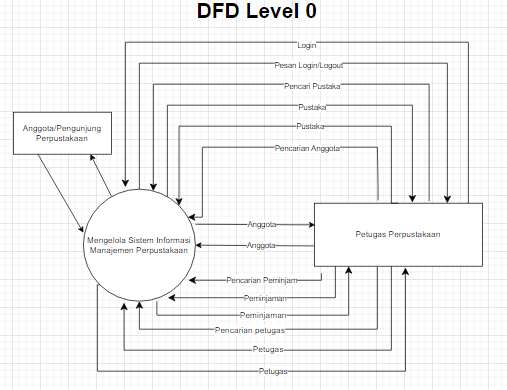 DFD Level 0
Login
Pesan Login/Logout
Pencari Pustaka
Pustaka
Pustaka
Pencarian Anggota
Anggota/Pengunjung
Perpustakaan
Anggota
Petugas Perpustakaan
Mengelola Sistem Informasi
Manajemen Perpustakaan
Anggota
Pencarian Peminjam
Peminjaman
Peminjaman
Pencarian petugas
Petugas
Petugas